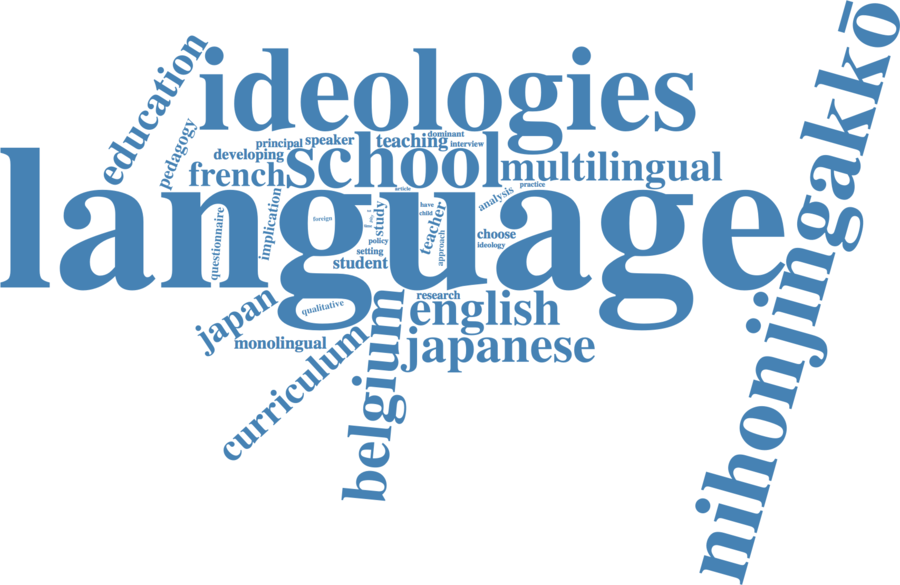 education
ideologies
nihonjingakkō
pedagogy
principal
speaker
teaching
dominant
interview
developing
school
french
multilingual
article
practice
language
questionnaire
implication
foreign
study
have
child
teacher
approach
analysis
choose
ideology
policy
setting
student
japan
qualitative
research
english
monolingual
japanese
curriculum
belgium